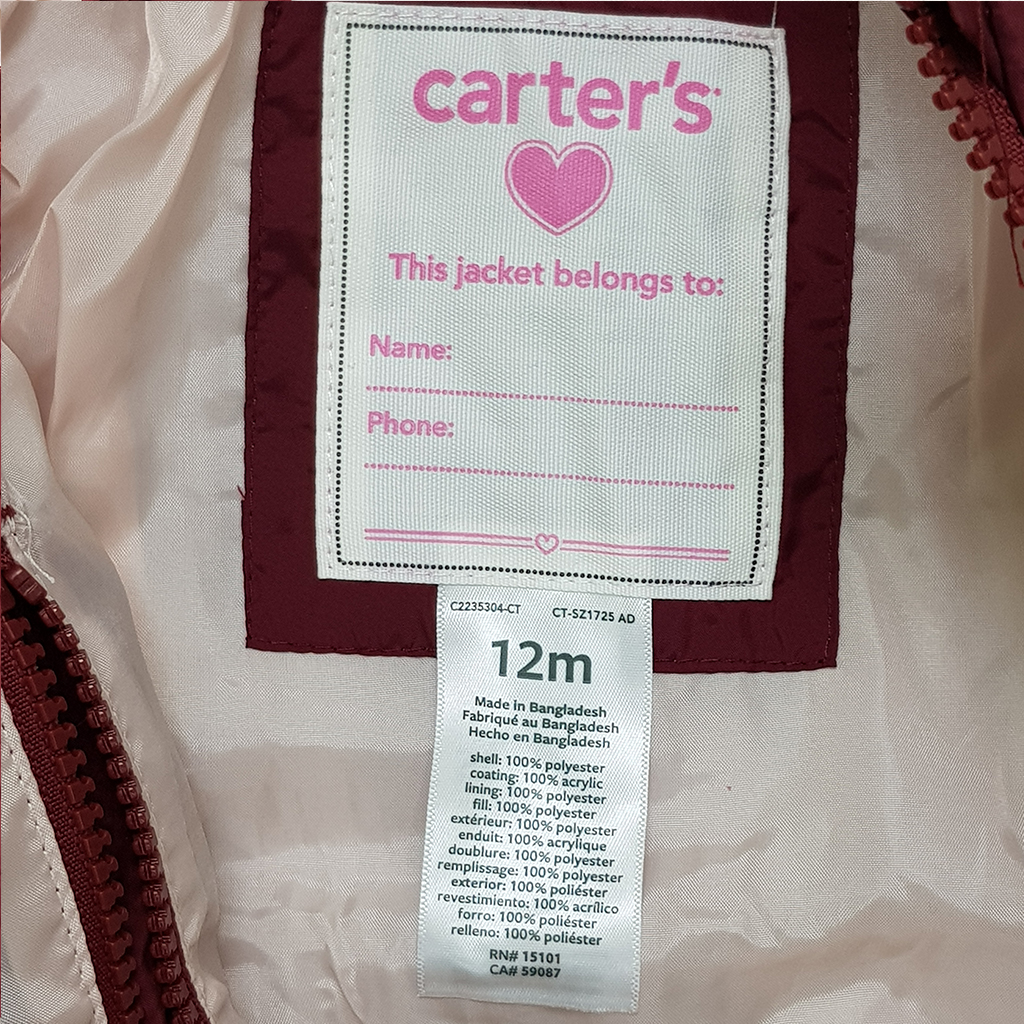 carter's
This jacket belongs to:
Name:
Phone:
C2235304-CT CT-SZ1725 AD
12m
Made in Bangladesh
Fabriqué au Bangladesh
Hecho en Bangladesh
shell: 100% polyester
coating: 100% acrylic
lining: 100% polyester
fill: 100% polyester
extérieur: 100% polyester
enduit: 100% acrylique
doublure: 100% polyester
remplissage: 100% polyester
exterior: 100% poliéster
revestimiento: 100% acrílico
forro: 100% poliéster
relleno: 100% poliéster
RN# 15101
CA# 59087